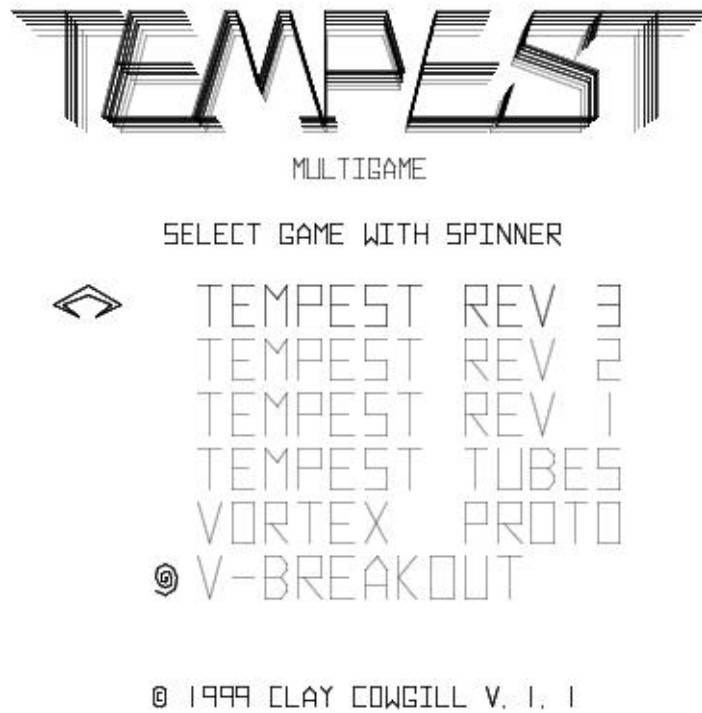 TEMPEST
MULTIGAME
SELECT GAME WITH SPINNER
TEMPEST REV 3
TEMPEST REV 2
TEMPEST REV 1
TEMPEST TUBES
VORTEX PROTO
V-BREAKOUT
© 1999 CLAY COWGILL V. 1. 1